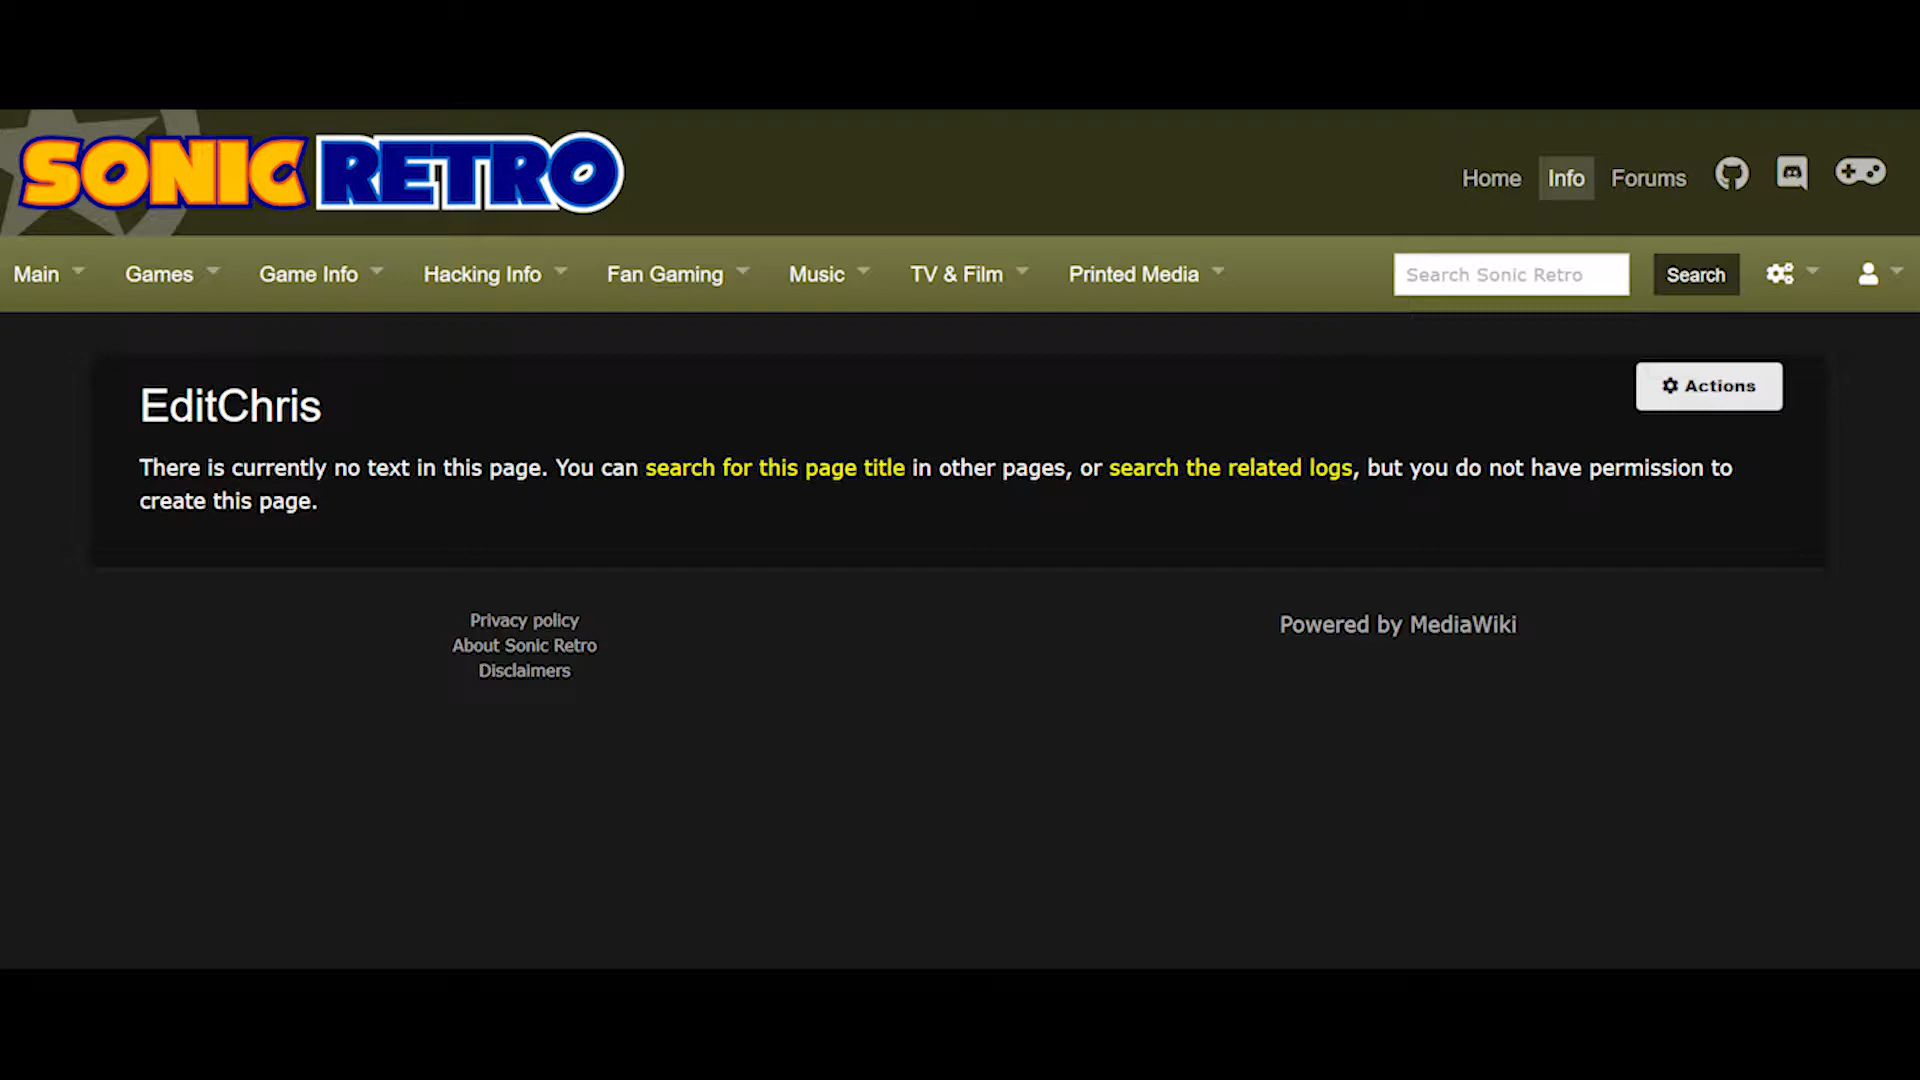 SONIC RETRO
Home Info Forums
Main Games Game Info Hacking Info Fan Gaming Music TV & Film Printed Media Search Sonic Retro Search
Actions
EditChris
There is currently no text in this page. You can search for this page title in other pages, or search the related logs, but you do not have permission to
create this page.
Privacy policy
About Sonic Retro
Disclaimers
Powered by MediaWiki